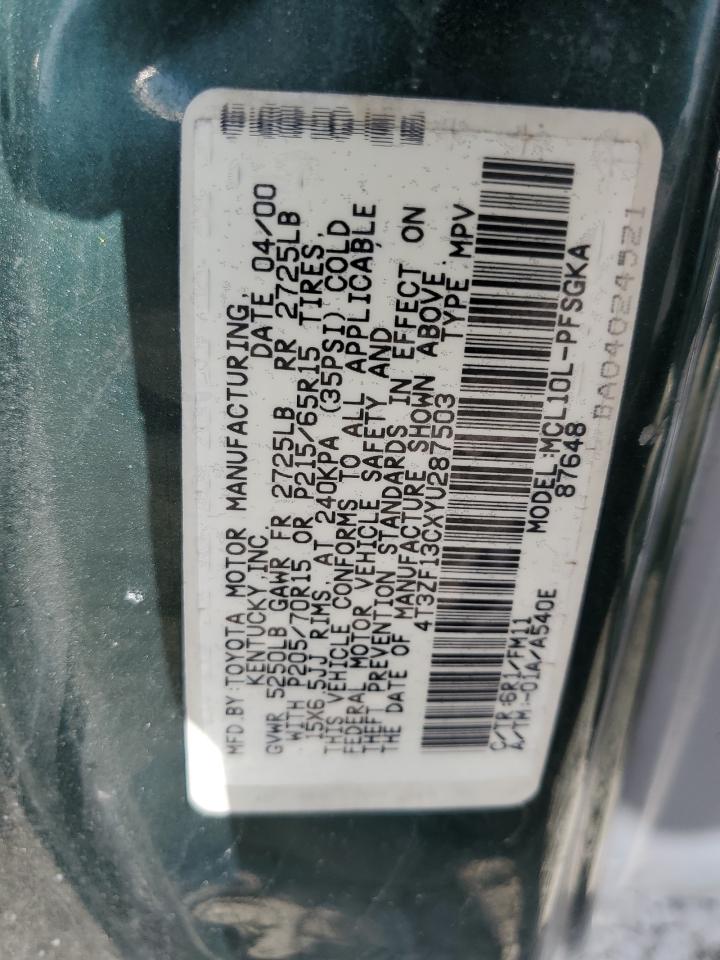 MFD.BY:TOYOTA MOTOR MANUFACTURING,
KENTUCKY,INC. DATE 04/00
GVWR 5250LB GAWR FR 2725LB RR 2725LB
WITH P205/70R15 OR P215/65R15 TIRES,
15X6.5JJ RIMS, AT 240KPA (35PSI) COLD
THIS VEHICLE CONFORMS TO ALL APPLICABLE
FEDERAL MOTOR VEHICLE SAFETY AND
THEFT PREVENTION STANDARDS IN EFFECT ON
THE DATE OF MANUFACTURE SHOWN ABOVE.
4T3ZF13CXYU287503 TYPE MPV
C/TR:6R1/FM11 MODEL:MCL10L-PFSGKA
A/TM:-01A/A540E 87648
BA04024521